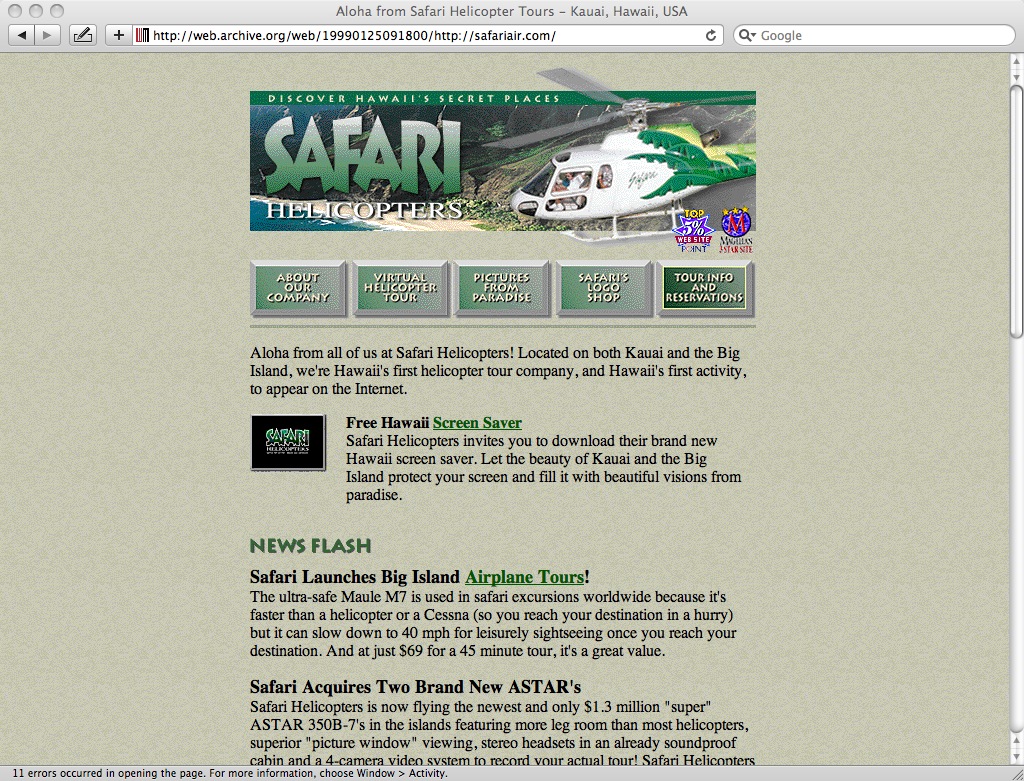 Aloha from Safari Helicopter Tours – Kauai, Hawaii, USA
http://web.archive.org/web/19990125091800/http://safariair.com/
Google
DISCOVER HAWAII'S SECRET PLACES
SAFARI
HELICOPTERS
Safari
TOP
5%
WEB SITE
POINT
M
MAGELLAN
3-STAR SITE
ABOUT
OUR
COMPANY
VIRTUAL
HELICOPTER
TOUR
PICTURES
FROM
PARADISE
SAFARI'S
LOGO
SHOP
TOUR INFO
AND
RESERVATIONS
Aloha from all of us at Safari Helicopters! Located on both Kauai and the Big
Island, we're Hawaii's first helicopter tour company, and Hawaii's first activity,
to appear on the Internet.
SAFARI
HELICOPTERS
Free Hawaii Screen Saver
Safari Helicopters invites you to download their brand new
Hawaii screen saver. Let the beauty of Kauai and the Big
Island protect your screen and fill it with beautiful visions from
paradise.
NEWS FLASH
Safari Launches Big Island Airplane Tours!
The ultra-safe Maule M7 is used in safari excursions worldwide because it's
faster than a helicopter or a Cessna (so you reach your destination in a hurry)
but it can slow down to 40 mph for leisurely sightseeing once you reach your
destination. And at just $69 for a 45 minute tour, it's a great value.
Safari Acquires Two Brand New ASTAR's
Safari Helicopters is now flying the newest and only $1.3 million "super"
ASTAR 350B-7's in the islands featuring more leg room than most helicopters,
superior "picture window" viewing, stereo headsets in an already soundproof
cabin and a 4-camera video system to record your actual tour! Safari Helicopters
11 errors occurred in opening the page. For more information, choose Window > Activity.